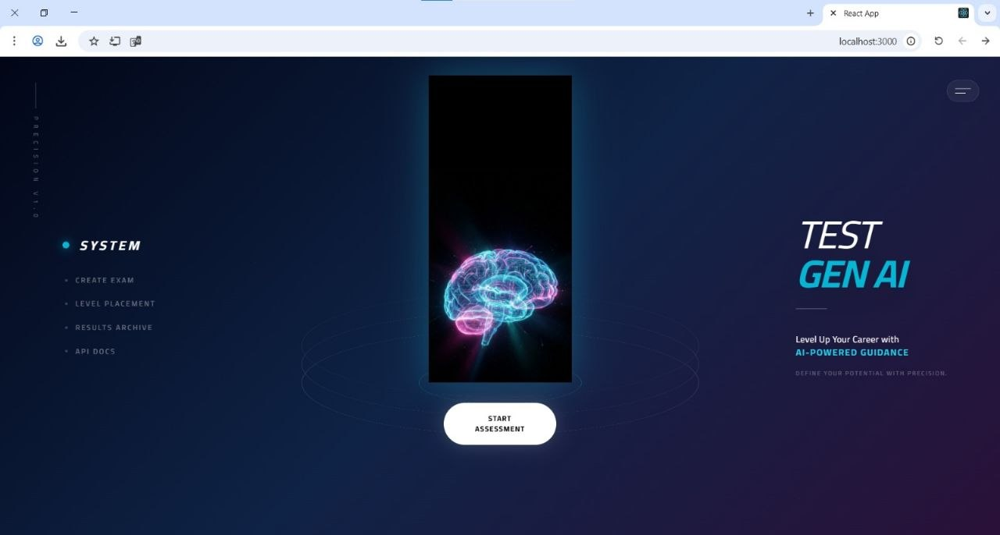 React App
localhost:3000
PRECISION V1.0
SYSTEM
CREATE EXAM
LEVEL PLACEMENT
RESULTS ARCHIVE
API DOCS
START
ASSESSMENT
TEST
GEN AI
Level Up Your Career with
AI-POWERED GUIDANCE
DEFINE YOUR POTENTIAL WITH PRECISION.